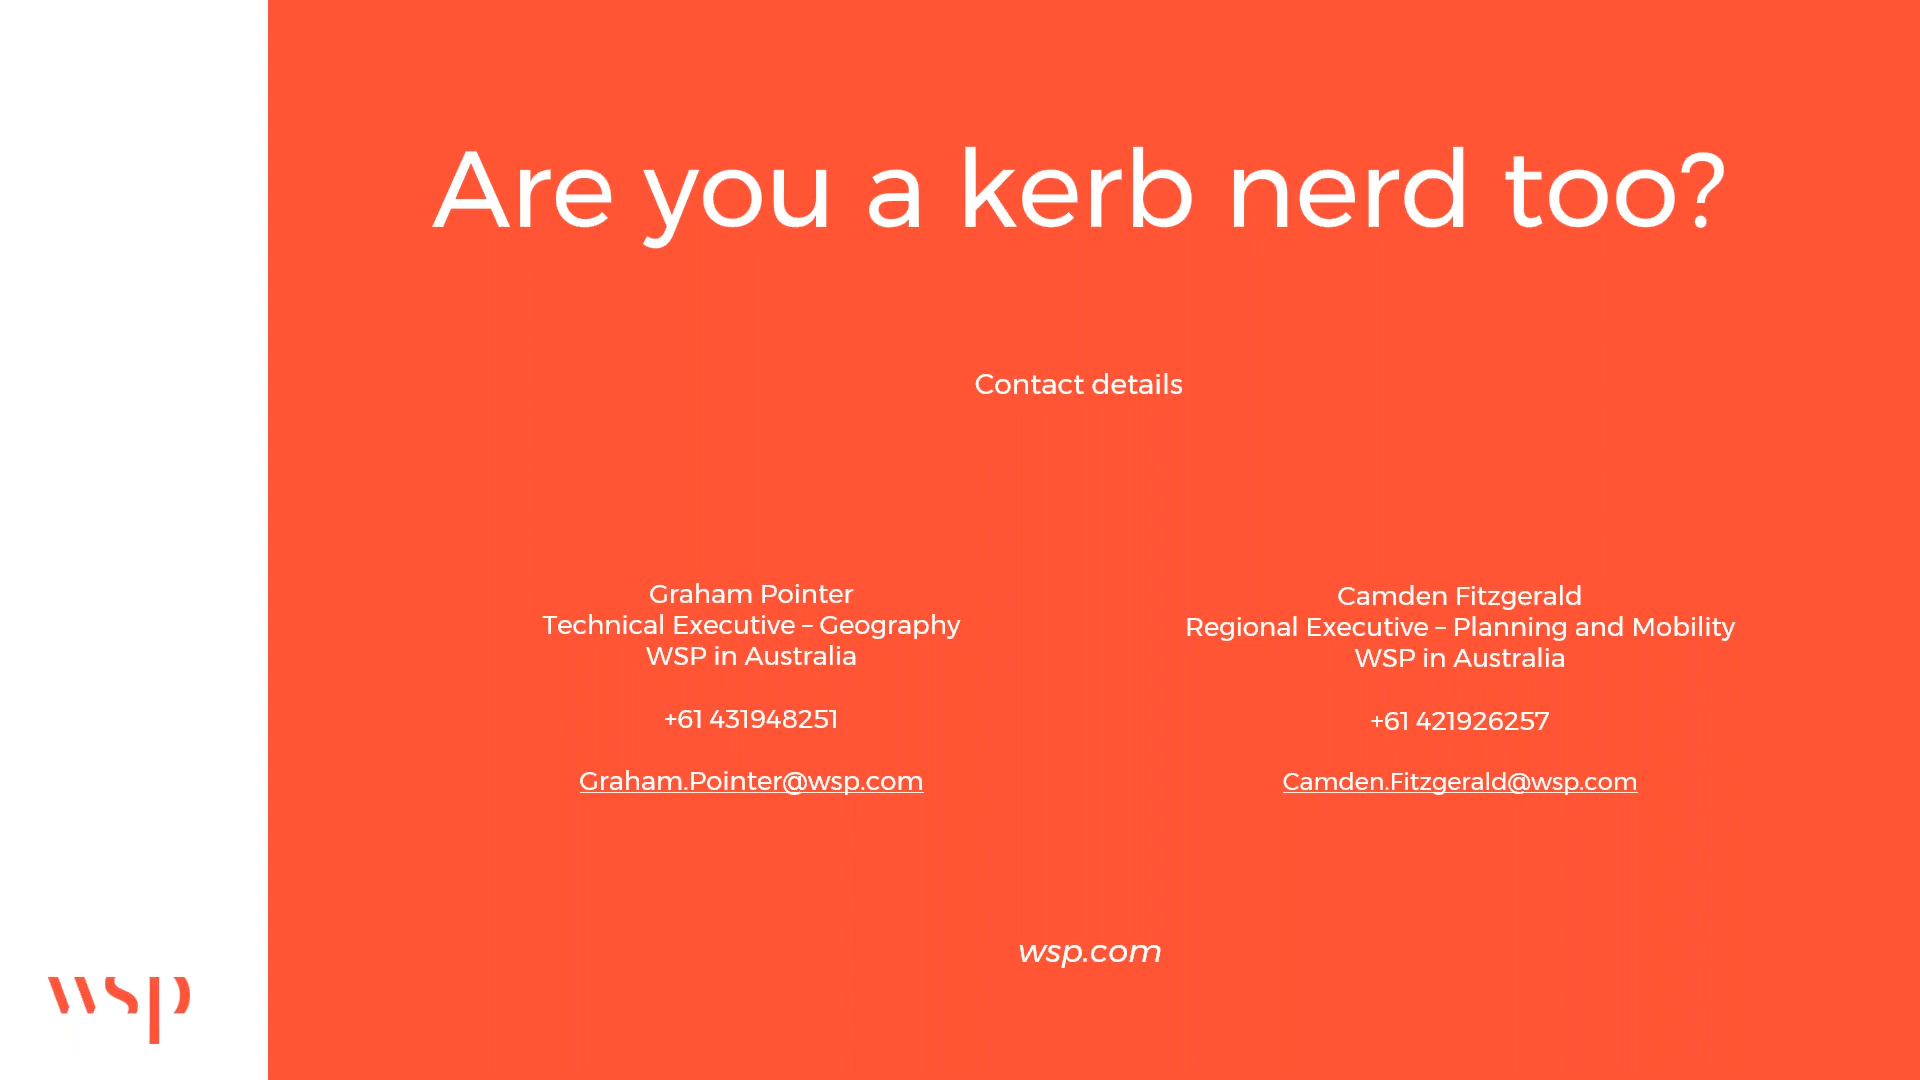 Are you a kerb nerd too?
Contact details
Graham Pointer
Technical Executive – Geography
WSP in Australia
+61 431948251
Graham.Pointer@wsp.com
Camden Fitzgerald
Regional Executive – Planning and Mobility
WSP in Australia
+61 421926257
Camden.Fitzgerald@wsp.com
wsp.com
wsp